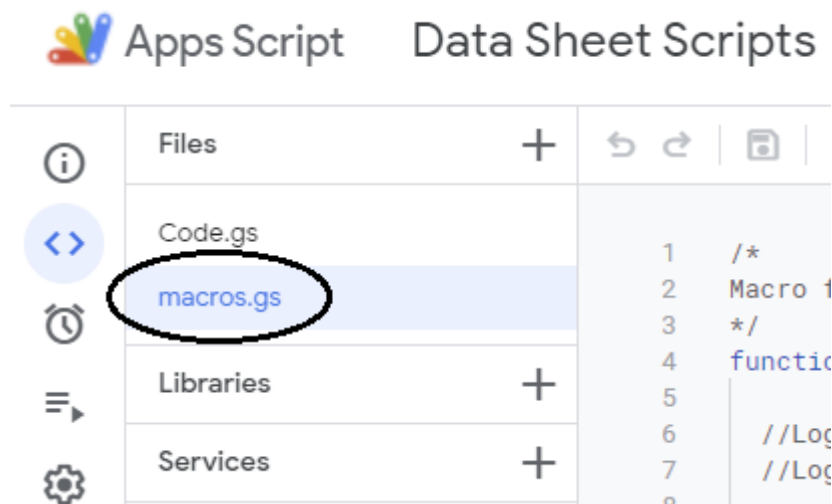 Apps Script Data Sheet Scripts
Files
Code.gs
macros.gs
Libraries
Services
1 /*
2 Macro
3 */
4
5
6
7